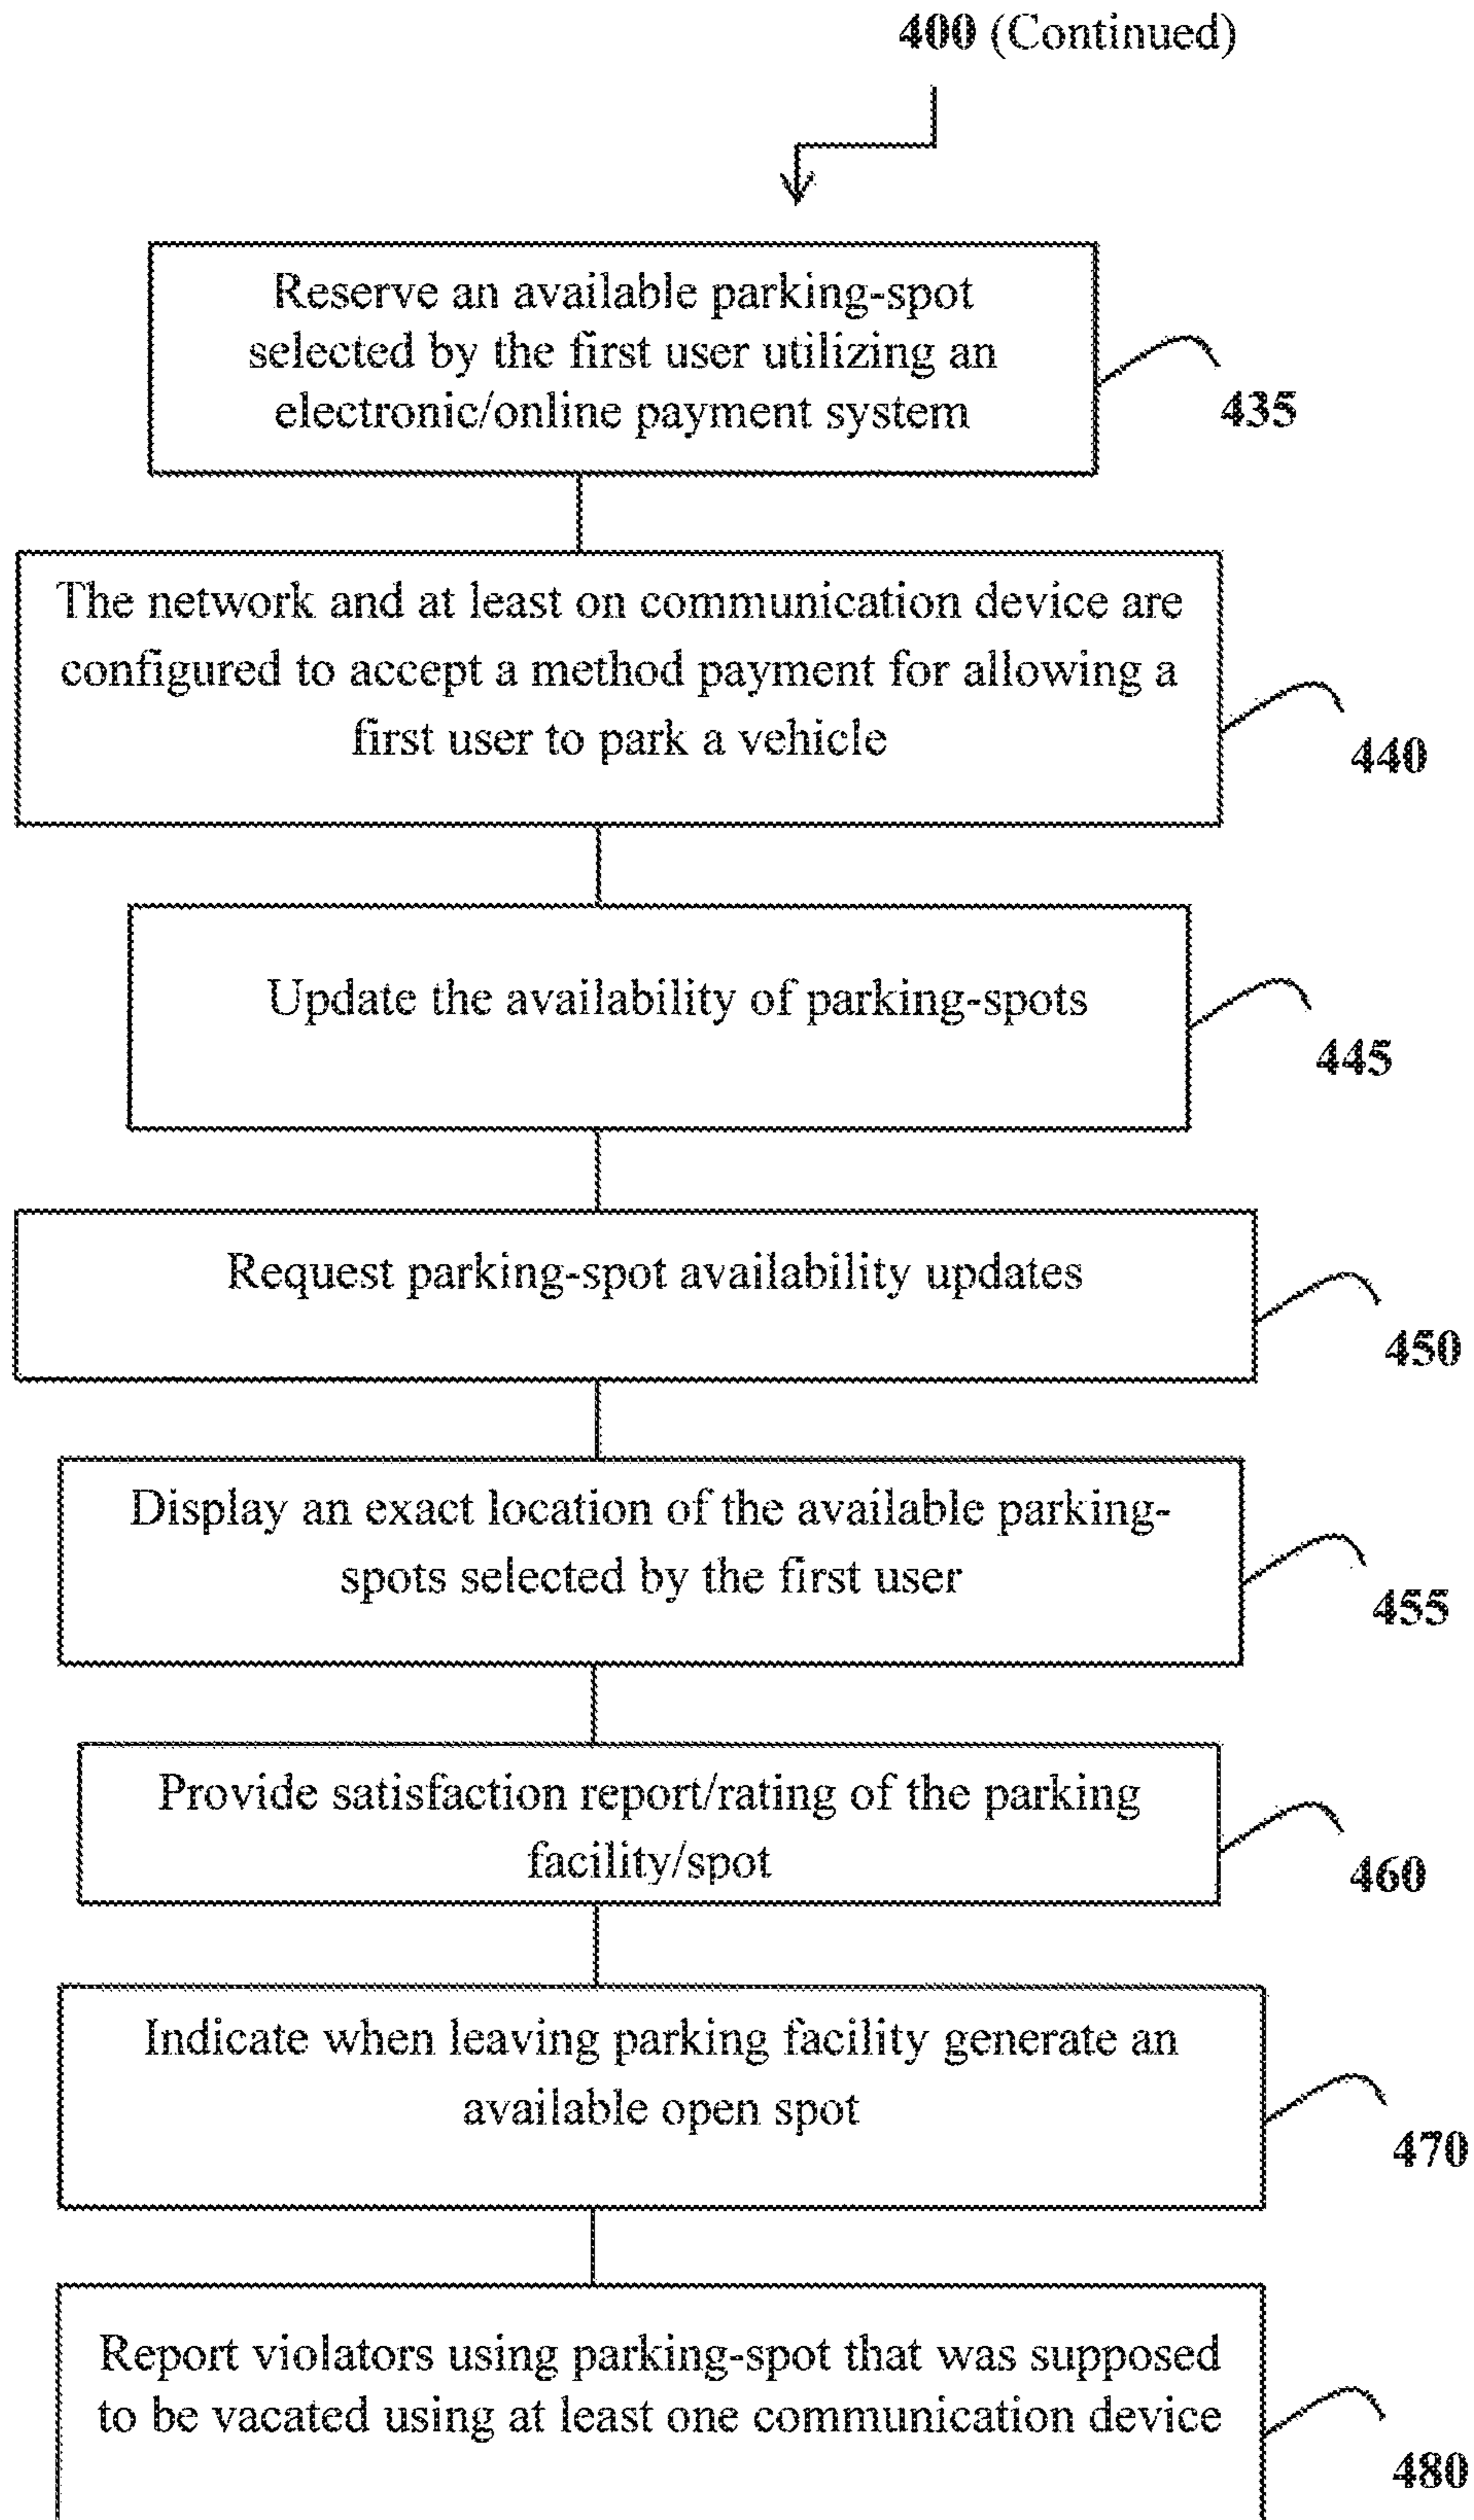 400 (Continued)
Reserve an available parking-spot
selected by the first user utilizing an
electronic/online payment system
435
The network and at least on communication device are
configured to accept a method payment for allowing a
first user to park a vehicle
440
Update the availability of parking-spots
445
Request parking-spot availability updates
450
Display an exact location of the available parking-
spots selected by the first user
455
Provide satisfaction report/rating of the parking
facility/spot
460
Indicate when leaving parking facility generate an
available open spot
470
Report violators using parking-spot that was supposed
to be vacated using at least one communication device
480